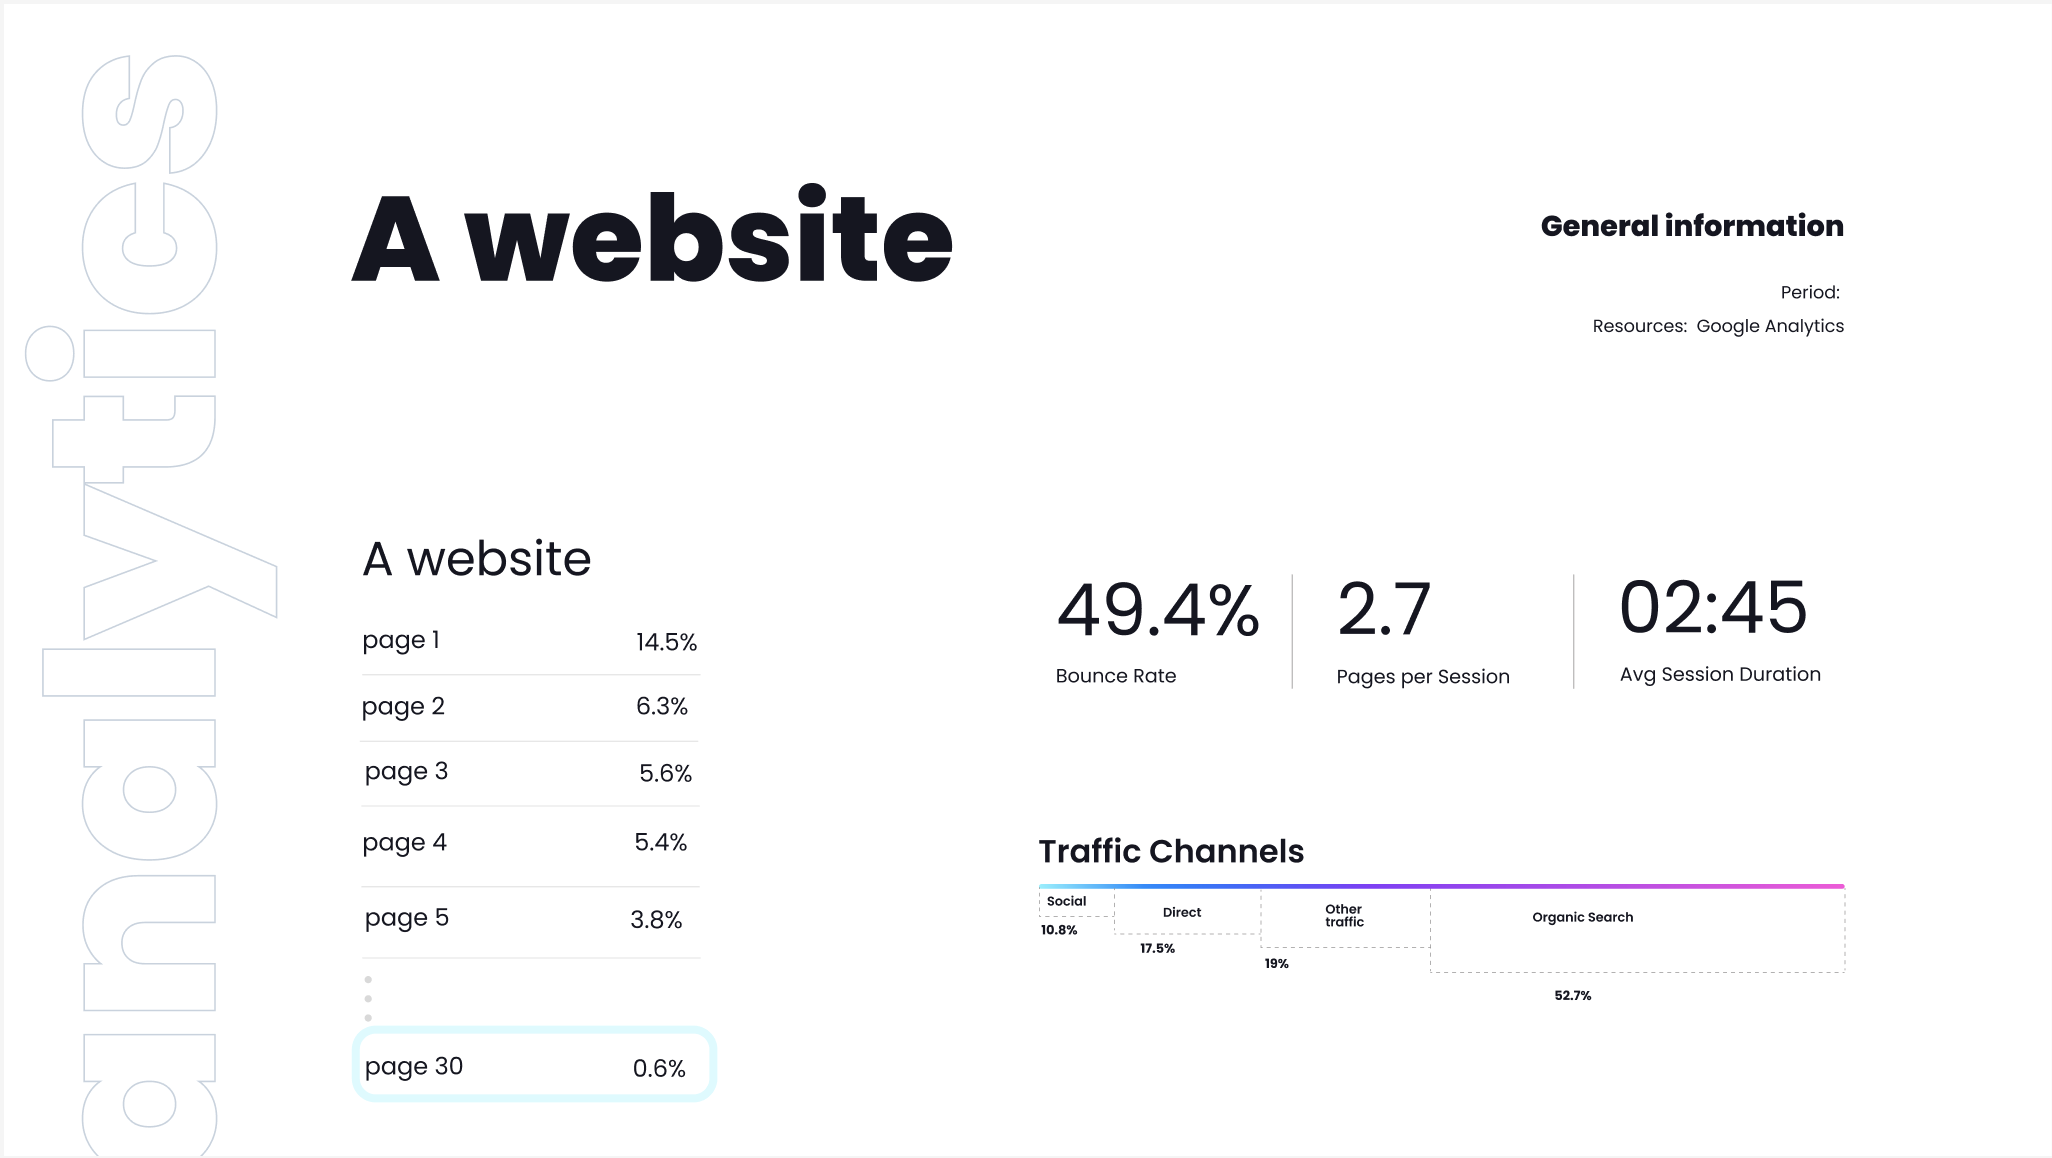 analytics
A website
General information
Period:
Resources: Google Analytics
A website
page 1 14.5%
page 2 6.3%
page 3 5.6%
page 4 5.4%
page 5 3.8%
page 30 0.6%
49.4% 2.7 02:45
Bounce Rate Pages per Session Avg Session Duration
Traffic Channels
Social
10.8%
Direct
17.5%
Other
traffic
19%
Organic Search
52.7%